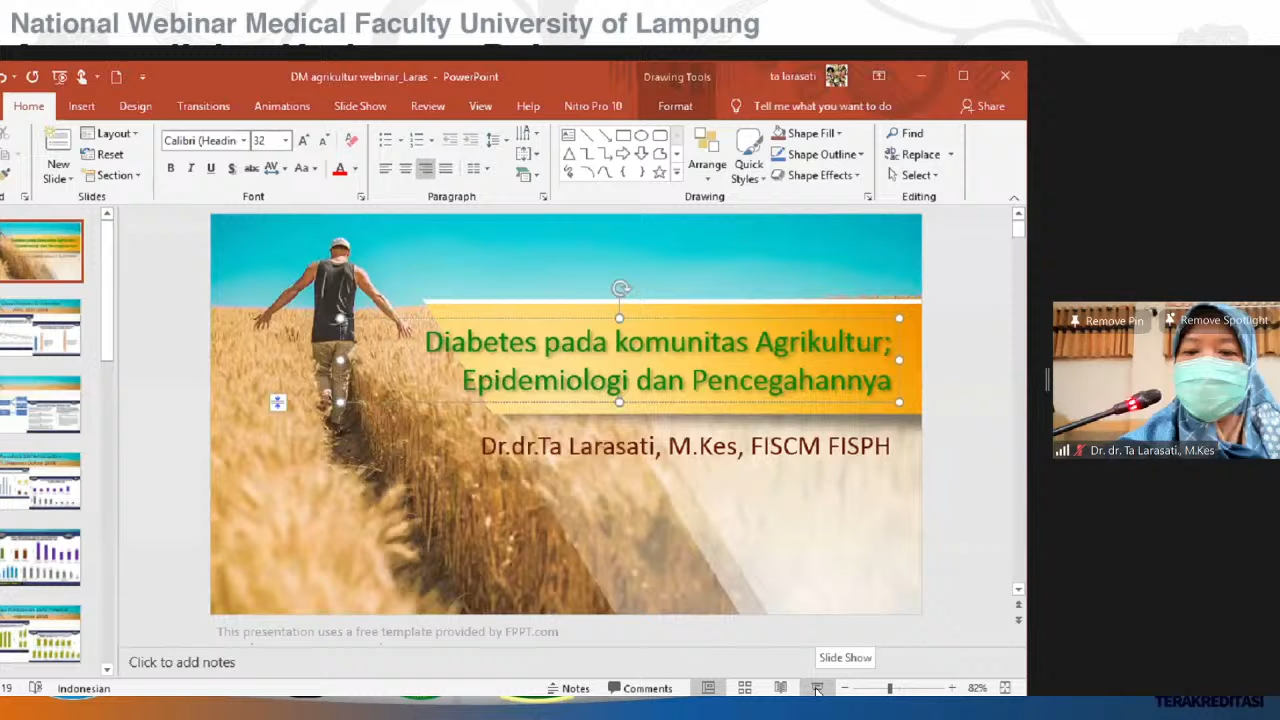 National Webinar Medical Faculty University of Lampung
DM agrikultur webinar_Laras - PowerPoint
Drawing Tools
ta larasati
Home Insert Design Transitions Animations Slide Show Review View Help Nitro Pro 10 Format Tell me what you want to do Share
New Slide
Layout
Reset
Section
Slides
Calibri (Headin 32
B I U S abc AV Aa A
Font
Paragraph
Arrange
Quick Styles
Shape Fill
Shape Outline
Shape Effects
Drawing
Find
Replace
Select
Editing
Diabetes pada komunitas Agrikultur;
Epidemiologi dan Pencegahannya
Dr.dr.Ta Larasati, M.Kes, FISCM FISPH
This presentation uses a free template provided by FPPT.com
Click to add notes
Slide Show
19 Indonesian Notes Comments 82%
Remove Pin Remove Spotlight
Dr. dr. Ta Larasati., M.Kes
TERAKREDITASI